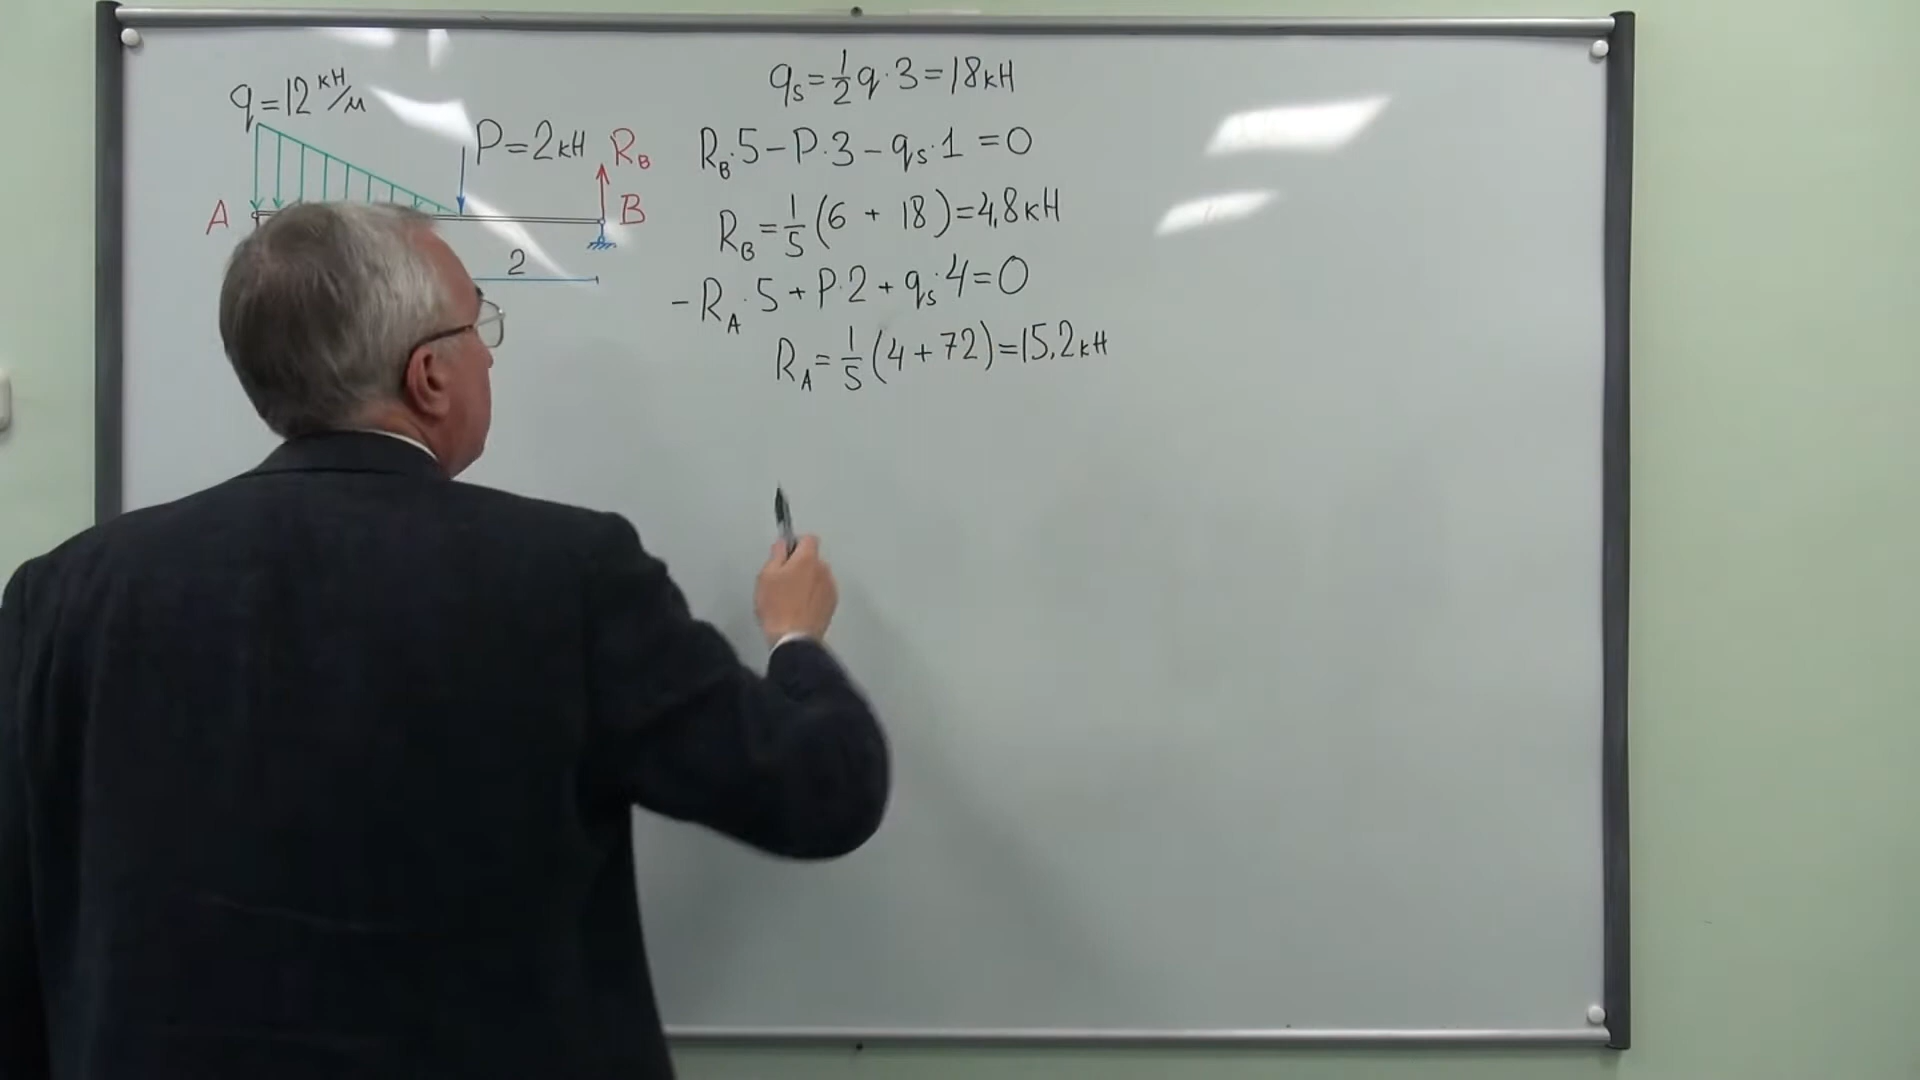 q=12 кН/м
P=2кН
R_B
A
B
2
q_s=1/2 q·3=18кН
R_B·5−P·3−q_s·1=0
R_B=1/5(6+18)=4,8кН
−R_A·5+P·2+q_s·4=0
R_A=1/5(4+72)=15,2кН